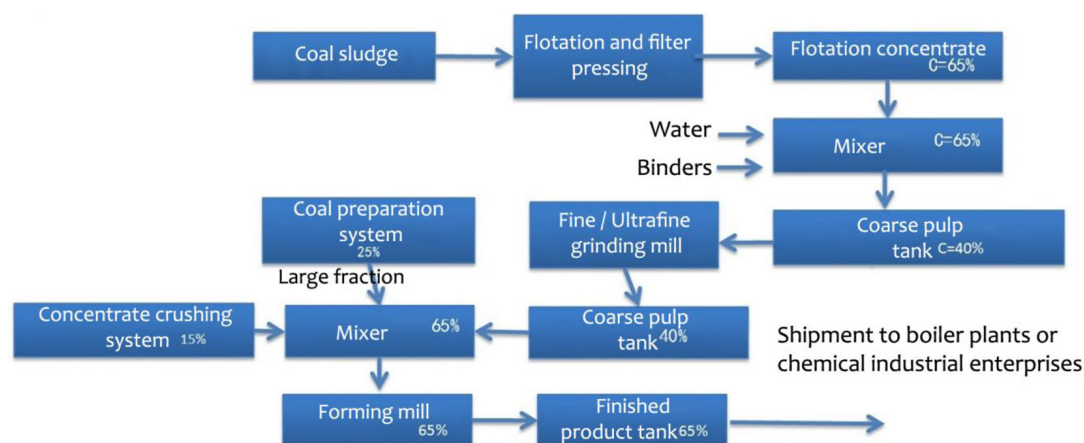 Coal sludge
Flotation and filter
pressing
Flotation concentrate
C=65%
Water
Binders
Mixer C=65%
Coal preparation
system
25%
Large fraction
Fine / Ultrafine
grinding mill
Coarse pulp
tank C=40%
Concentrate crushing
system 15%
Mixer 65%
Coarse pulp
tank 40%
Shipment to boiler plants or
chemical industrial enterprises
Forming mill
65%
Finished
product tank 65%